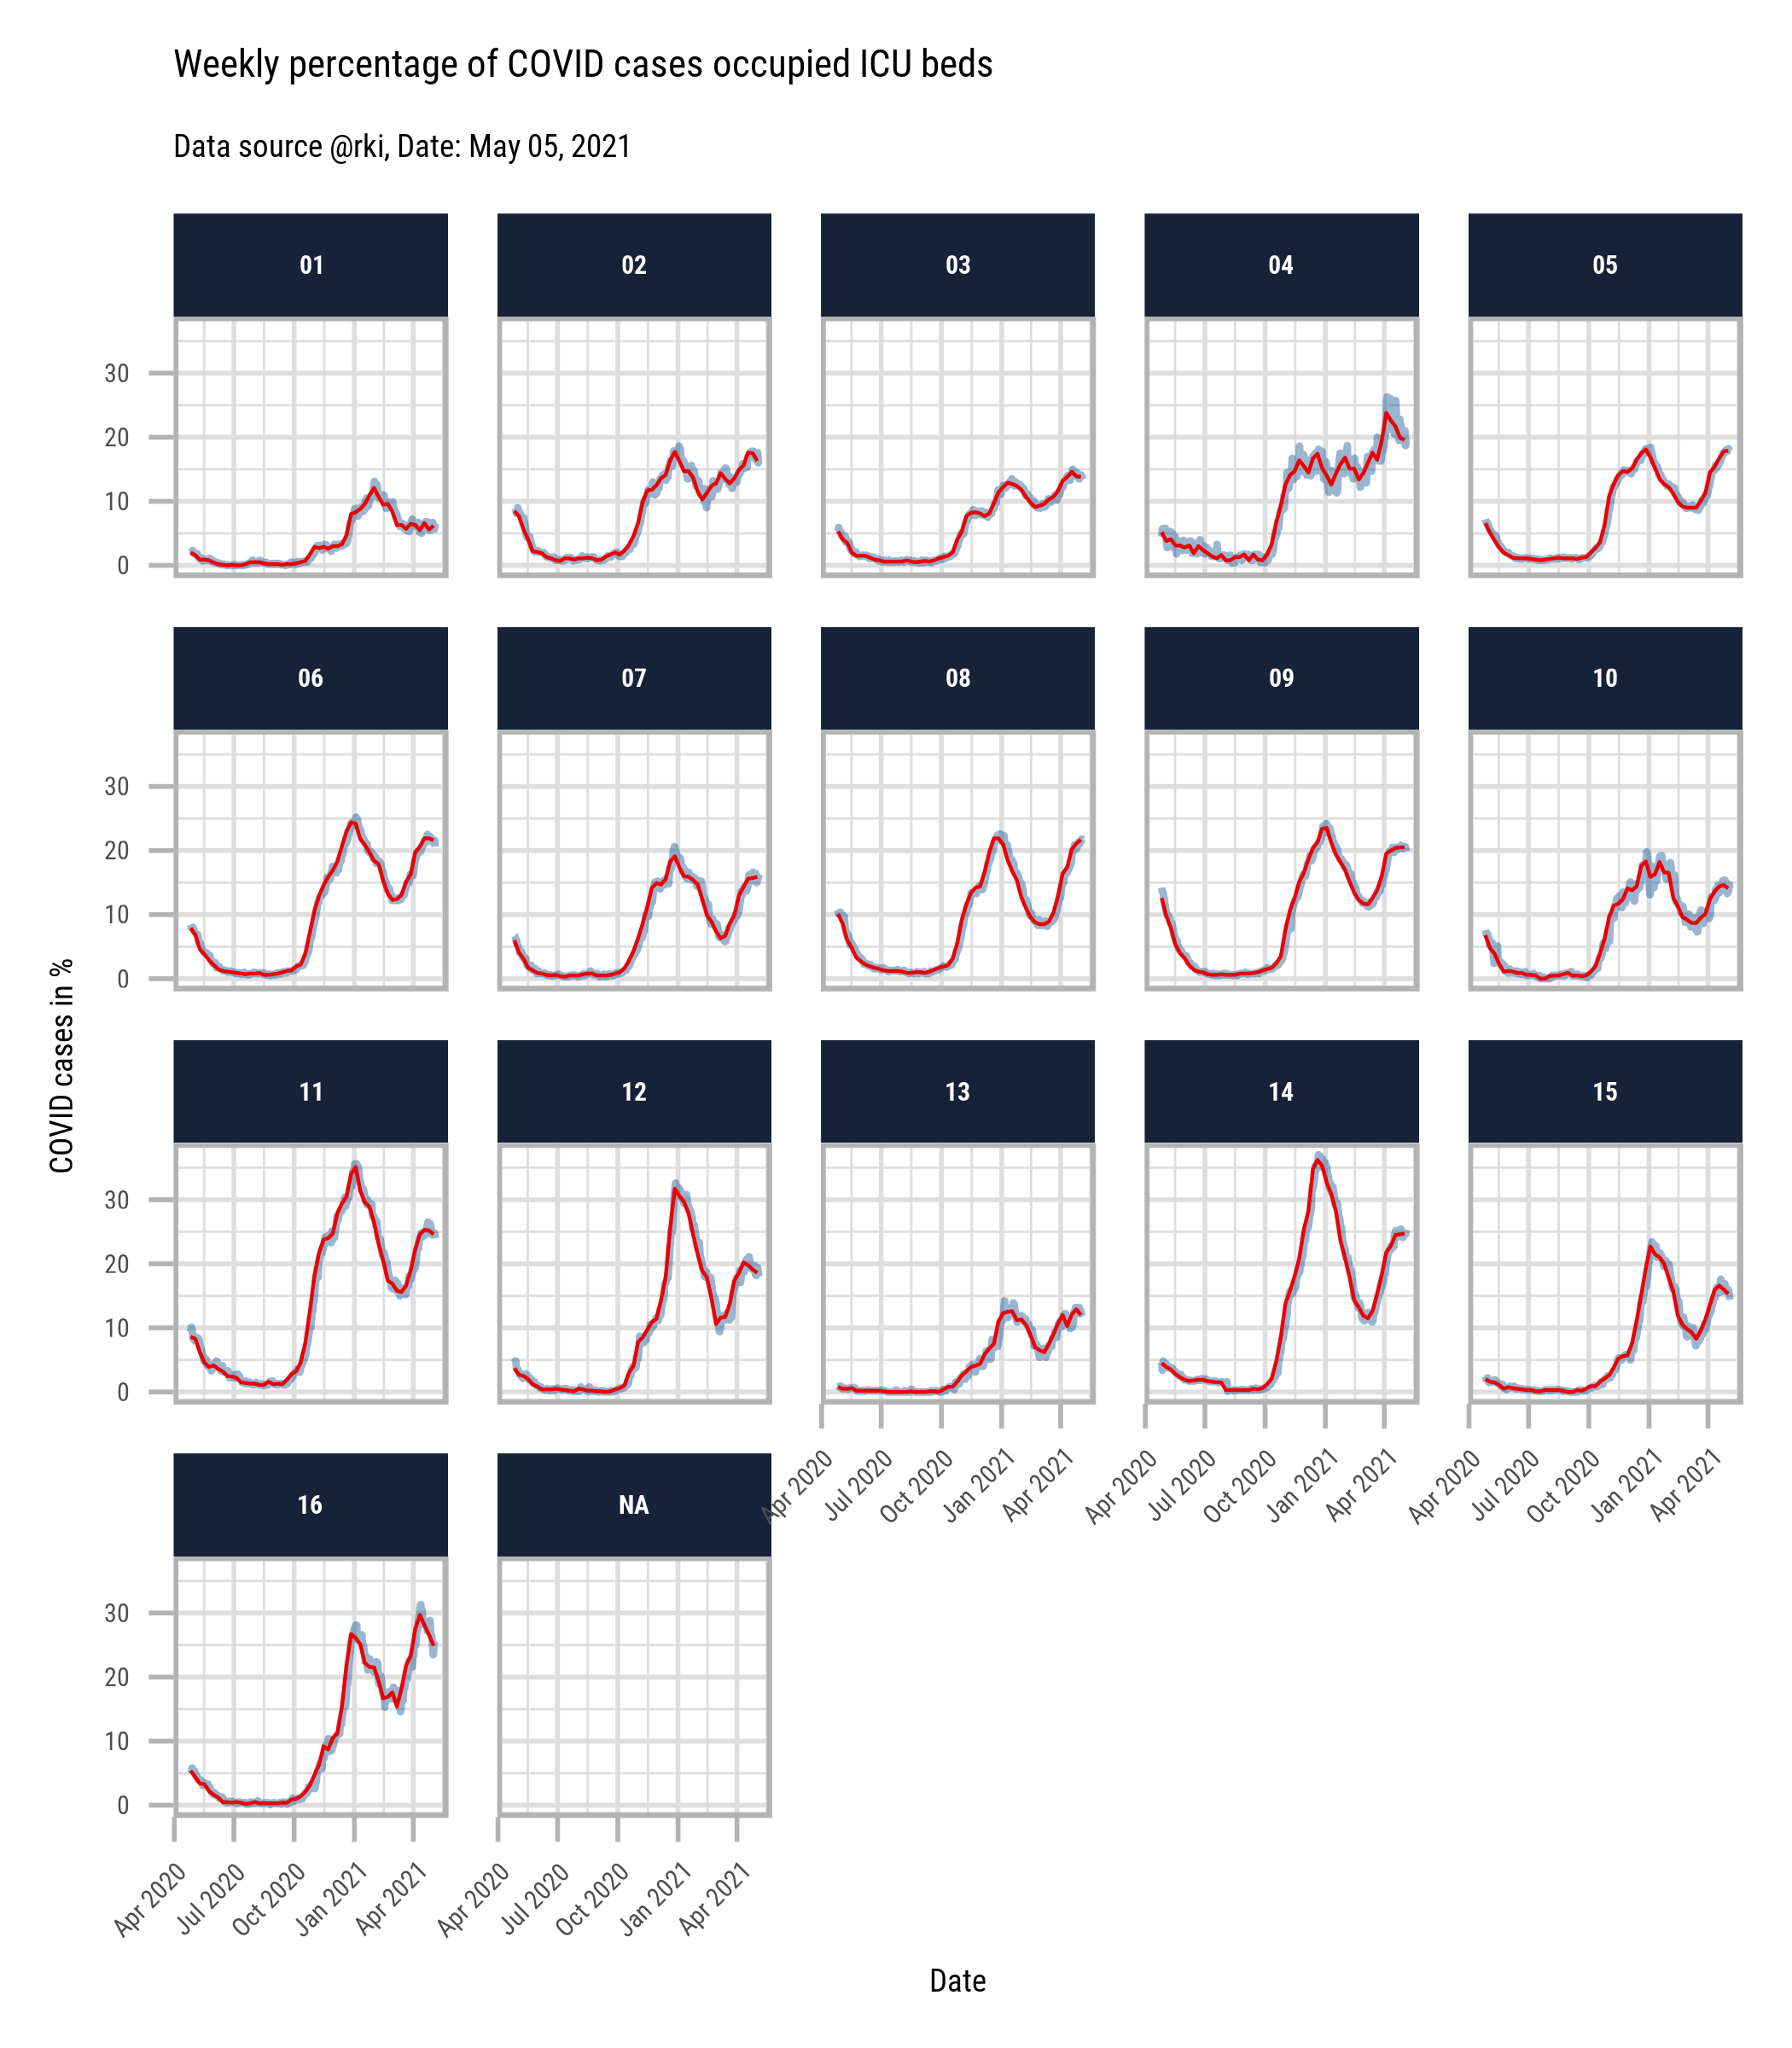 Weekly percentage of COVID cases occupied ICU beds
Data source @rki, Date: May 05, 2021
01 02 03 04 05
30
20
10
0
06 07 08 09 10
30
20
10
0
COVID cases in %
11 12 13 14 15
30
20
10
0
Apr 2020 Jul 2020 Oct 2020 Jan 2021 Apr 2021 Apr 2020 Jul 2020 Oct 2020 Jan 2021 Apr 2021 Apr 2020 Jul 2020 Oct 2020 Jan 2021 Apr 2021
16 NA
30
20
10
0
Apr 2020 Jul 2020 Oct 2020 Jan 2021 Apr 2021 Apr 2020 Jul 2020 Oct 2020 Jan 2021 Apr 2021
Date